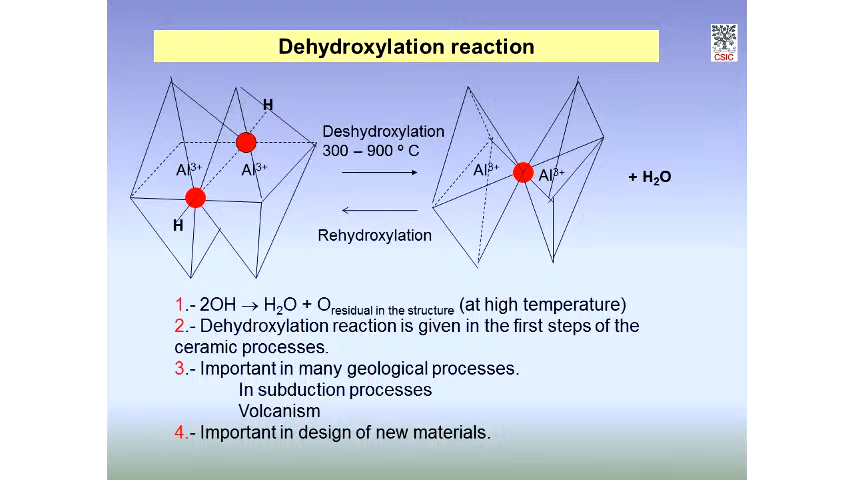 Dehydroxylation reaction
CSIC
H
Deshydroxylation
300 – 900 º C
Al3+
Al3+
Al3+
Al3+
+ H2O
H
Rehydroxylation
1.- 2OH → H2O + Oresidual in the structure (at high temperature)
2.- Dehydroxylation reaction is given in the first steps of the
ceramic processes.
3.- Important in many geological processes.
In subduction processes
Volcanism
4.- Important in design of new materials.